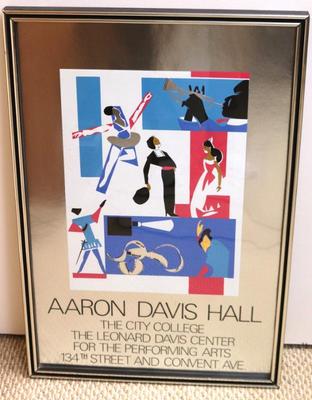 AARON DAVIS HALL
THE CITY COLLEGE
THE LEONARD DAVIS CENTER
FOR THE PERFORMING ARTS
134TH STREET AND CONVENT AVE.